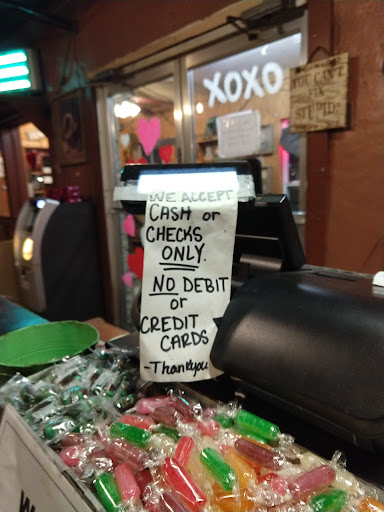 XOXO
YOU CAN'T
FIX
STUPID!
WE ACCEPT
CASH or
CHECKS
ONLY.
NO DEBIT
or
CREDIT
CARDS
-Thankyou